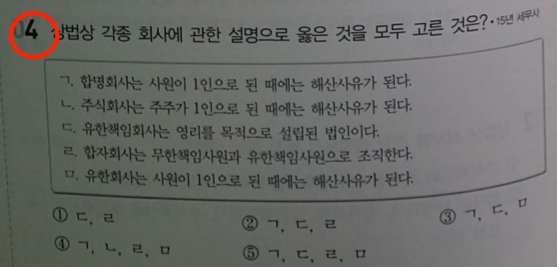 04 상법상 각종 회사에 관한 설명으로 옳은 것을 모두 고른 것은?·15년 세무사
ㄱ. 합명회사는 사원이 1인으로 된 때에는 해산사유가 된다.
ㄴ. 주식회사는 주주가 1인으로 된 때에는 해산사유가 된다.
ㄷ. 유한책임회사는 영리를 목적으로 설립된 법인이다.
ㄹ. 합자회사는 무한책임사원과 유한책임사원으로 조직한다.
ㅁ. 유한회사는 사원이 1인으로 된 때에는 해산사유가 된다.
① ㄷ, ㄹ ② ㄱ, ㄷ, ㄹ ③ ㄱ, ㄷ, ㅁ
④ ㄱ, ㄴ, ㄹ, ㅁ ⑤ ㄱ, ㄷ, ㄹ, ㅁ